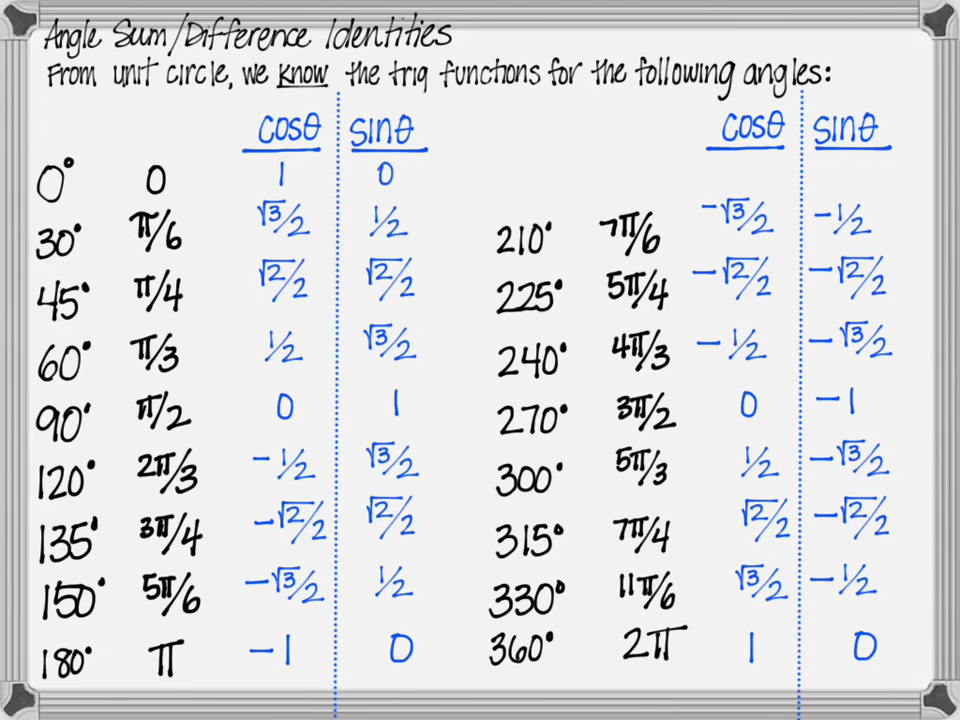 Angle Sum/Difference Identities
From unit circle, we know the trig functions for the following angles:
cosθ sinθ cosθ sinθ
0° 0 1 0
30° π/6 √3/2 1/2 210° 7π/6 -√3/2 -1/2
45° π/4 √2/2 √2/2 225° 5π/4 -√2/2 -√2/2
60° π/3 1/2 √3/2 240° 4π/3 -1/2 -√3/2
90° π/2 0 1 270° 3π/2 0 -1
120° 2π/3 -1/2 √3/2 300° 5π/3 1/2 -√3/2
135° 3π/4 -√2/2 √2/2 315° 7π/4 √2/2 -√2/2
150° 5π/6 -√3/2 1/2 330° 11π/6 √3/2 -1/2
180° π -1 0 360° 2π 1 0